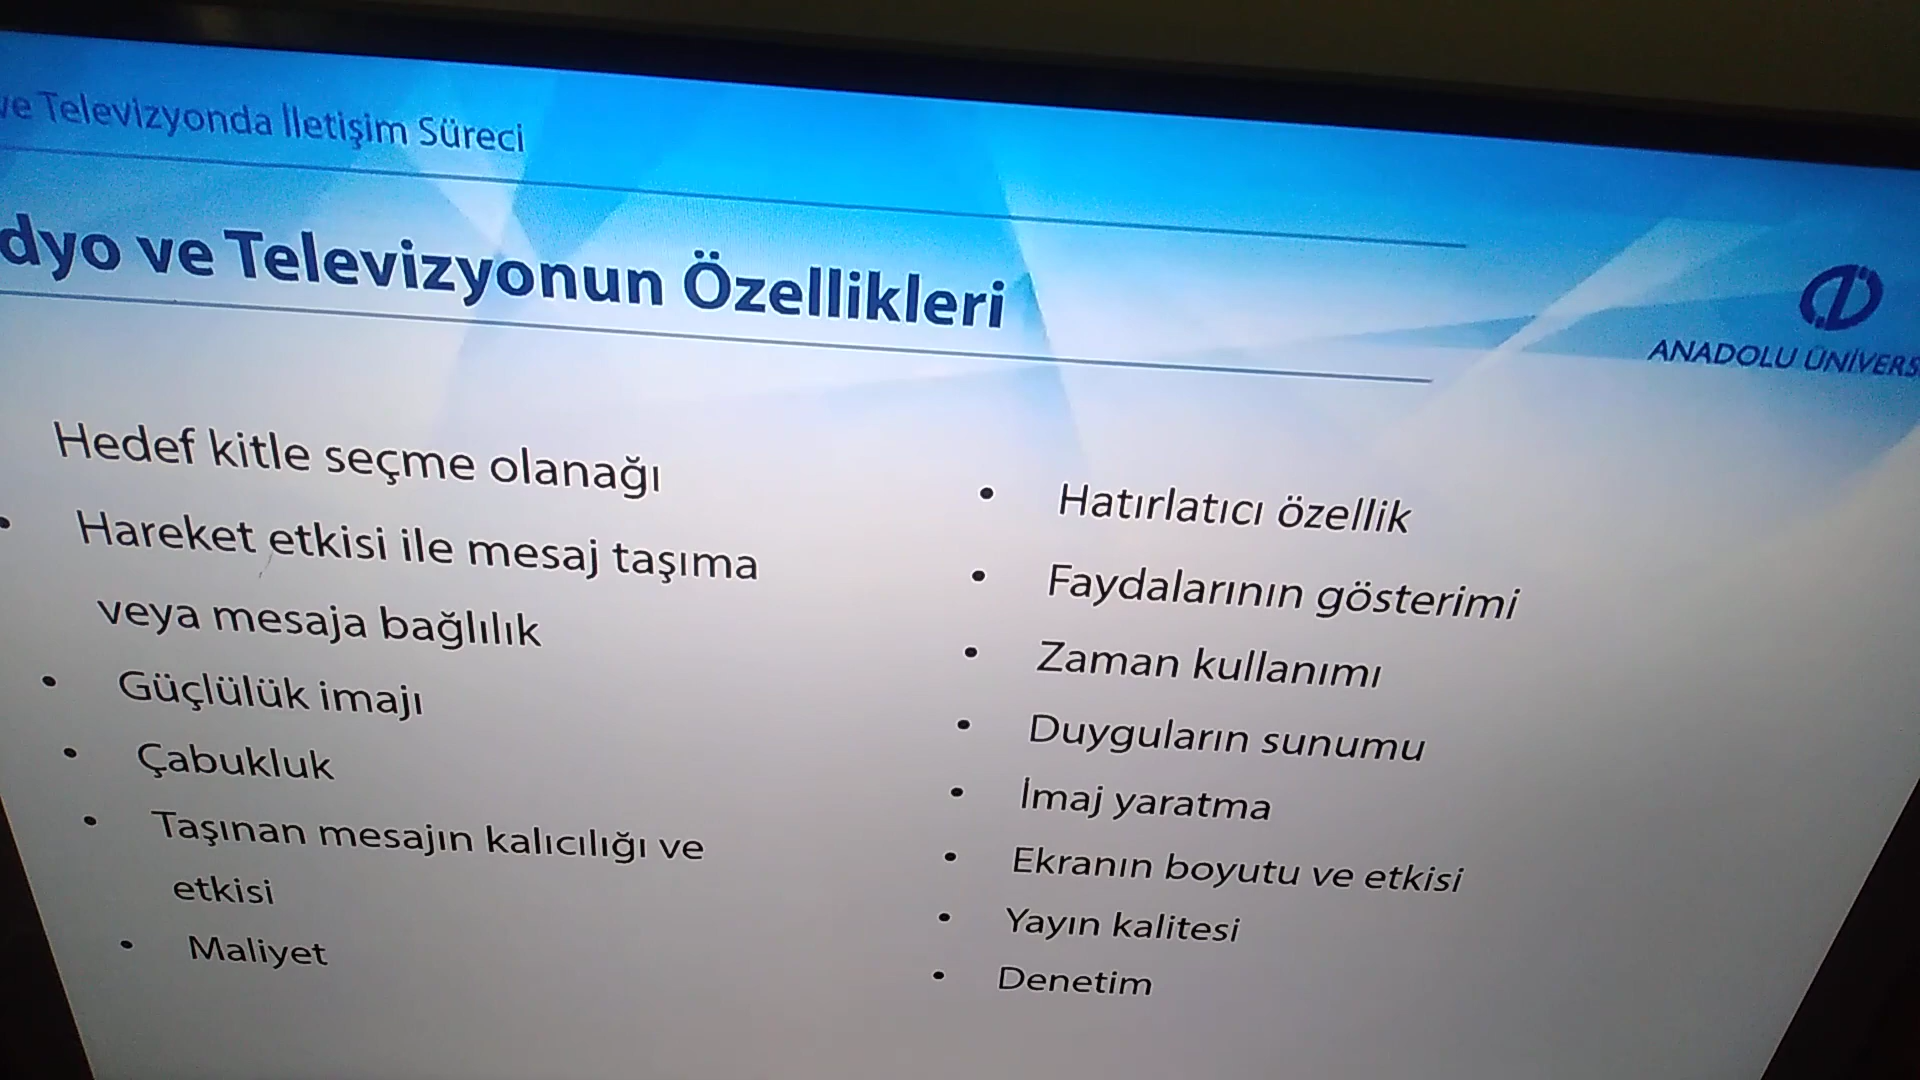 ve Televizyonda İletişim Süreci
dyo ve Televizyonun Özellikleri
ANADOLU ÜNİVERS
Hedef kitle seçme olanağı
• Hareket etkisi ile mesaj taşıma
veya mesaja bağlılık
• Güçlülük imajı
• Çabukluk
• Taşınan mesajın kalıcılığı ve
etkisi
• Maliyet
• Hatırlatıcı özellik
• Faydalarının gösterimi
• Zaman kullanımı
• Duyguların sunumu
• İmaj yaratma
• Ekranın boyutu ve etkisi
• Yayın kalitesi
• Denetim